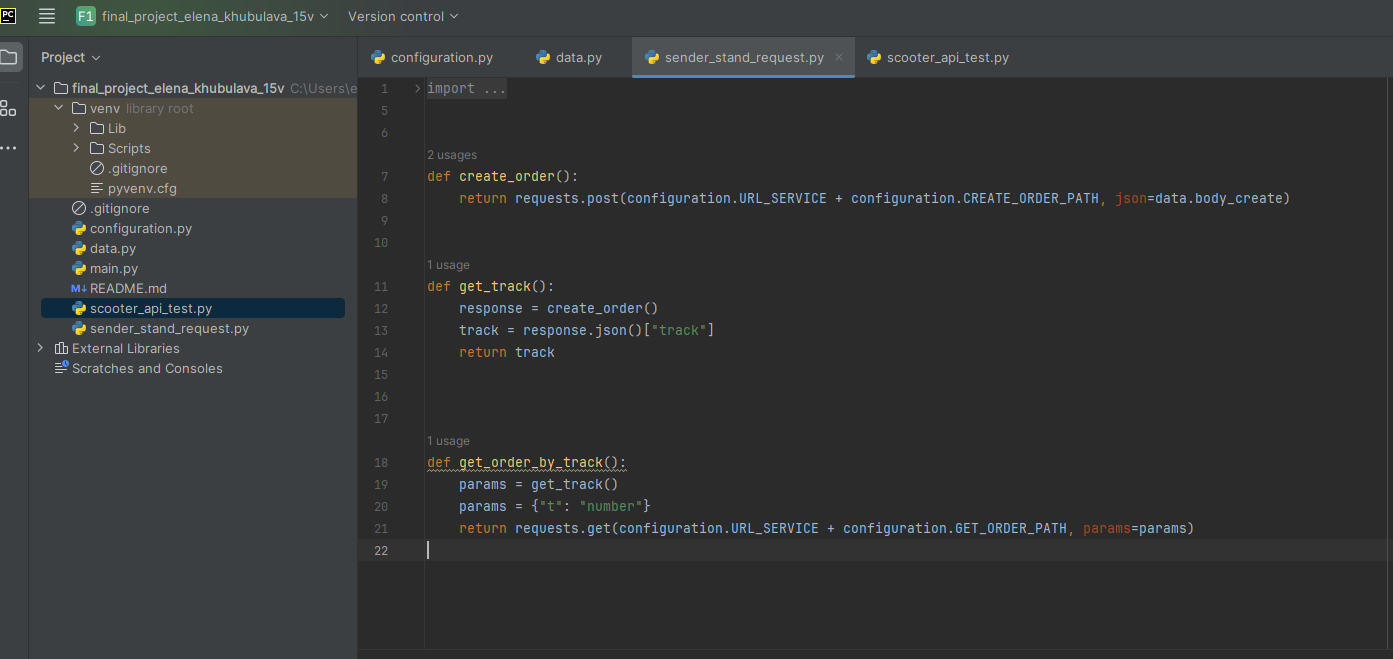 PC F1 final_project_elena_khubulava_15v Version control
Project
final_project_elena_khubulava_15v C:\Users\e
venv library root
Lib
Scripts
.gitignore
pyvenv.cfg
.gitignore
configuration.py
data.py
main.py
M↓ README.md
scooter_api_test.py
sender_stand_request.py
External Libraries
Scratches and Consoles
configuration.py data.py sender_stand_request.py scooter_api_test.py
1 import ...
5
6
2 usages
7 def create_order():
8 return requests.post(configuration.URL_SERVICE + configuration.CREATE_ORDER_PATH, json=data.body_create)
9
10
1 usage
11 def get_track():
12 response = create_order()
13 track = response.json()["track"]
14 return track
15
16
17
1 usage
18 def get_order_by_track():
19 params = get_track()
20 params = {"t": "number"}
21 return requests.get(configuration.URL_SERVICE + configuration.GET_ORDER_PATH, params=params)
22